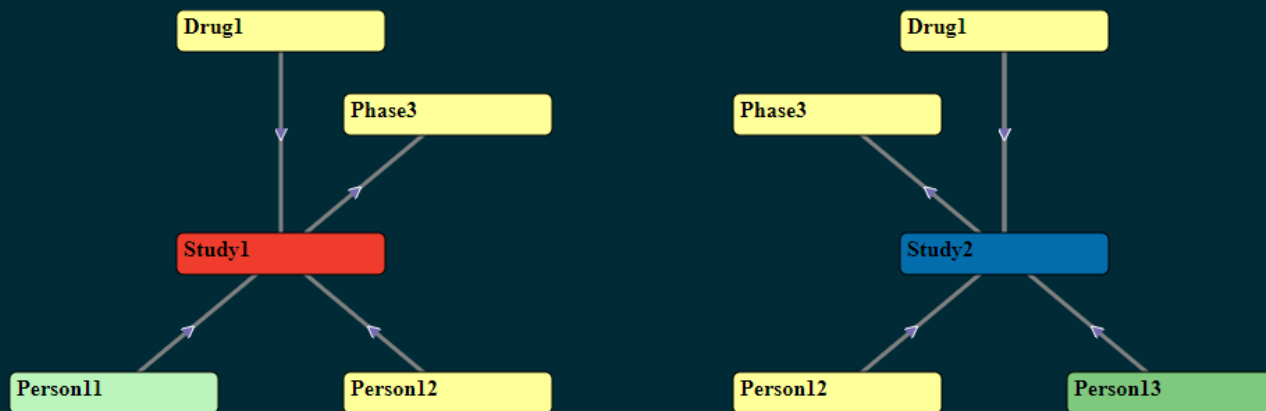 Drug1
Drug1
Phase3
Phase3
Study1
Study2
Person11
Person12
Person12
Person13